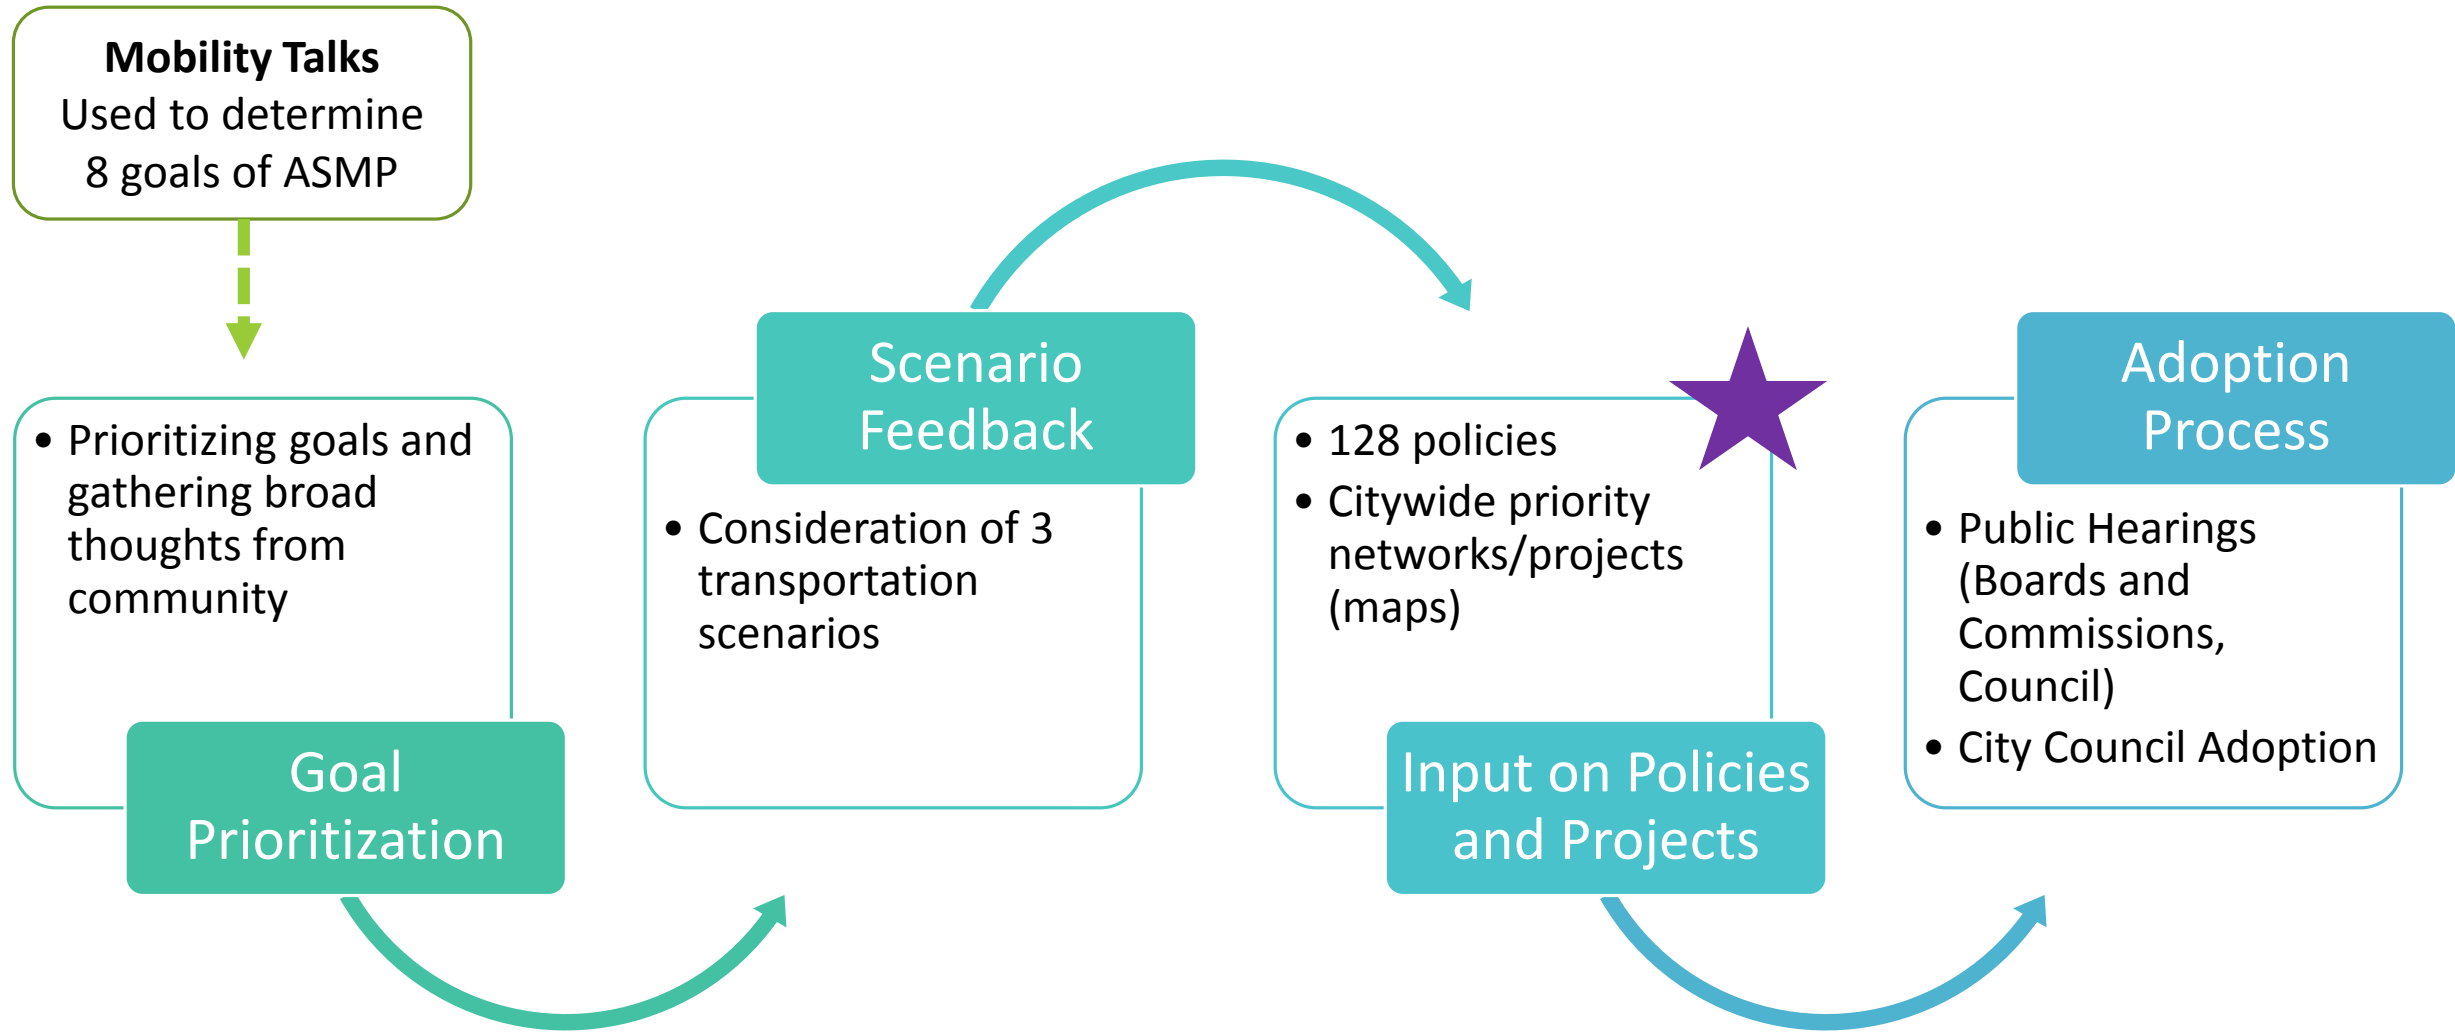 Mobility Talks
Used to determine
8 goals of ASMP
• Prioritizing goals and
gathering broad
thoughts from
community
Goal
Prioritization
Scenario
Feedback
• Consideration of 3
transportation
scenarios
• 128 policies
• Citywide priority
networks/projects
(maps)
Input on Policies
and Projects
Adoption
Process
• Public Hearings
(Boards and
Commissions,
Council)
• City Council Adoption